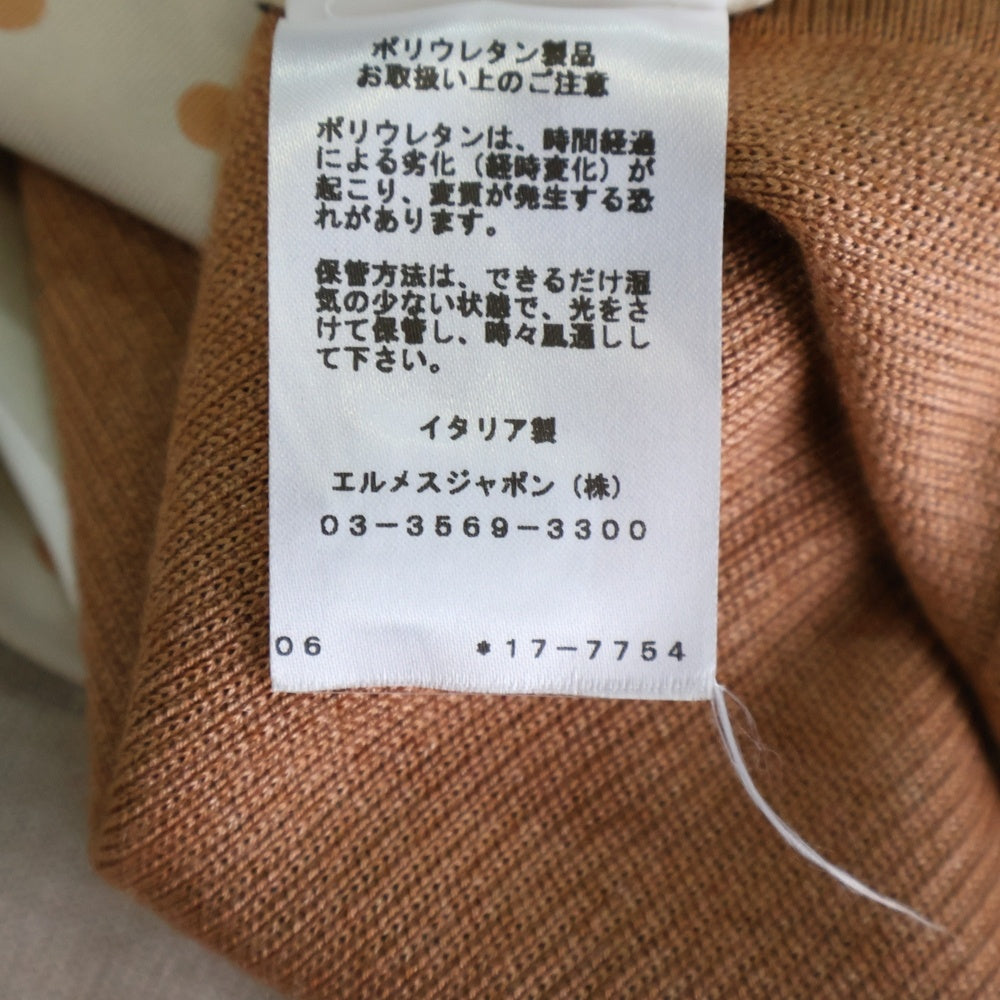 ポリウレタン製品
お取扱い上のご注意
ポリウレタンは、時間経過
による劣化（経時変化）が
起こり、変質が発生する恐
れがあります。
保管方法は、できるだけ湿
気の少ない状態で、光をさ
けて保管し、時々風通しし
て下さい。
イタリア製
エルメスジャポン（株）
03-3569-3300
06 *17-7754